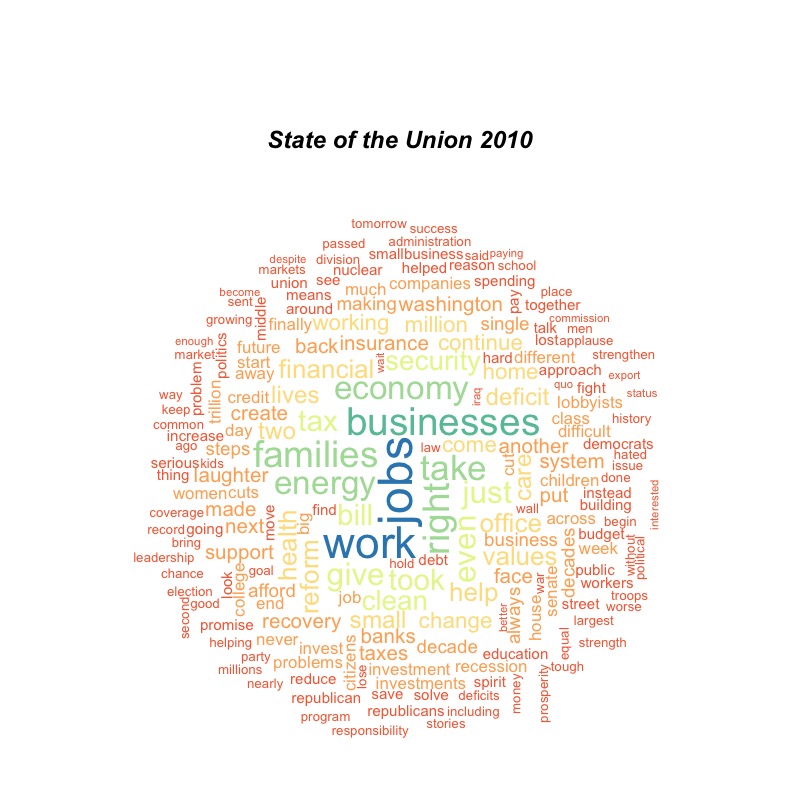 State of the Union 2010
tomorrow success
passed administration
despite division smallbusiness said paying
markets nuclear helped reason school
union see much companies spending
become sent means around making washington pay place together
growing middle finally working million single talk men commission
enough politics future back insurance continue lost applause
market start financial wait security hard different strengthen
problem away economy home approach export
way trillion credit lives iraq deficit quo fight status
keep create lobbyists
common day two tax businesses class history
increase difficult
ago steps families jobs law come another democrats
serious kids take cut system hated issue
thing laughter energy care children done
women cuts just put instead interested
coverage made move big find bill right wall building
record going next health even office across begin
bring work business budget
leadership support reform hold debt values decades week without political
chance look goal give took face war senate public workers
election college afford job clean help always troops
good second end better house street worse
promise recovery small change largest
helping never banks equal strength
party problems invest citizens taxes decade education
millions lose investment recession tough
nearly reduce investments spirit money prosperity
republican save solve deficits
program republicans including
responsibility stories